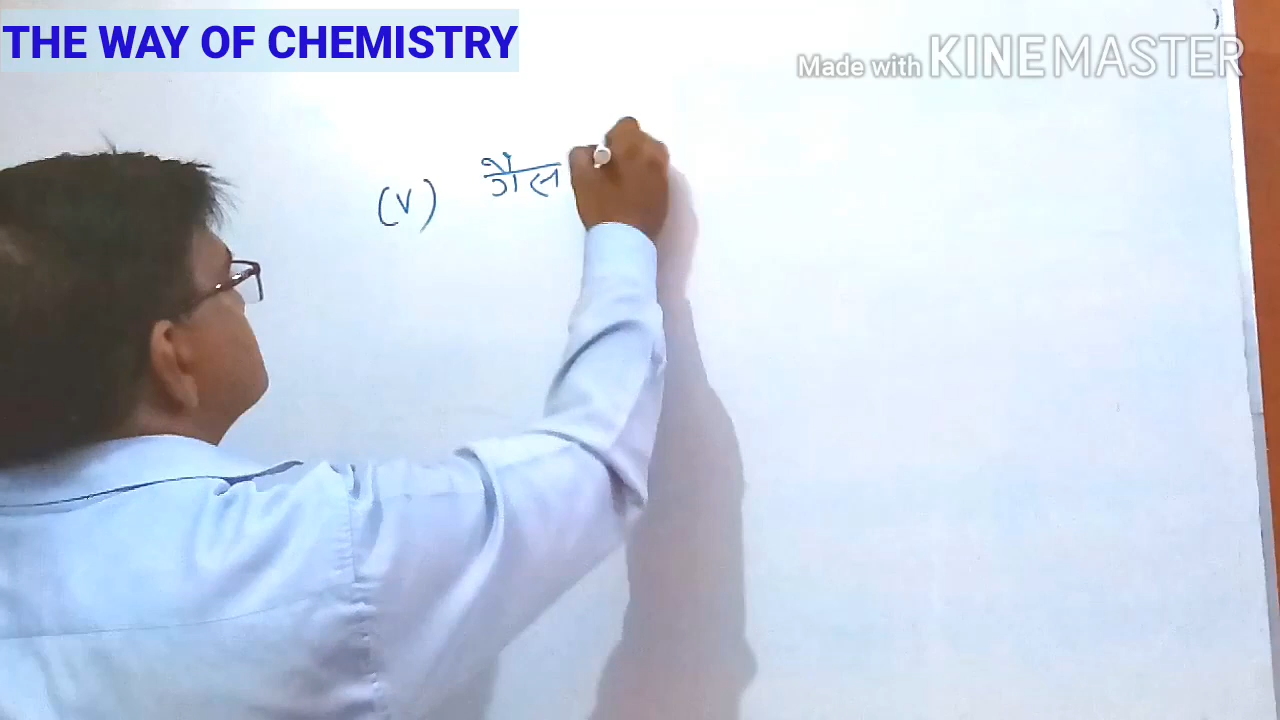 THE WAY OF CHEMISTRY
Made with KINEMASTER
(v) गैस